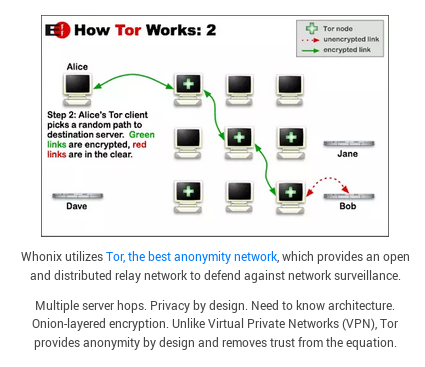 EFF How Tor Works: 2
Tor node
unencrypted link
encrypted link
Alice
Step 2: Alice's Tor client
picks a random path to
destination server. Green
links are encrypted, red
links are in the clear.
Jane
Dave
Bob
Whonix utilizes Tor, the best anonymity network, which provides an open
and distributed relay network to defend against network surveillance.
Multiple server hops. Privacy by design. Need to know architecture.
Onion-layered encryption. Unlike Virtual Private Networks (VPN), Tor
provides anonymity by design and removes trust from the equation.